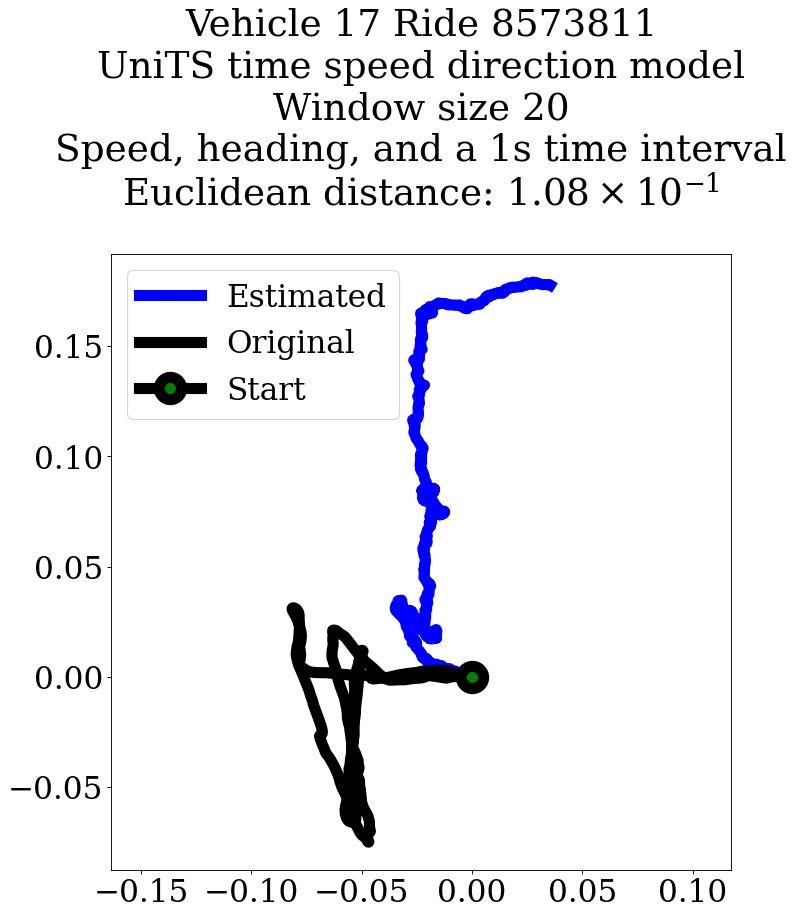 Vehicle 17 Ride 8573811
UniTS time speed direction model
Window size 20
Speed, heading, and a 1s time interval
Euclidean distance: 1.08 × 10⁻¹
Estimated
Original
Start
0.15
0.10
0.05
0.00
−0.05
−0.15 −0.10 −0.05 0.00 0.05 0.10